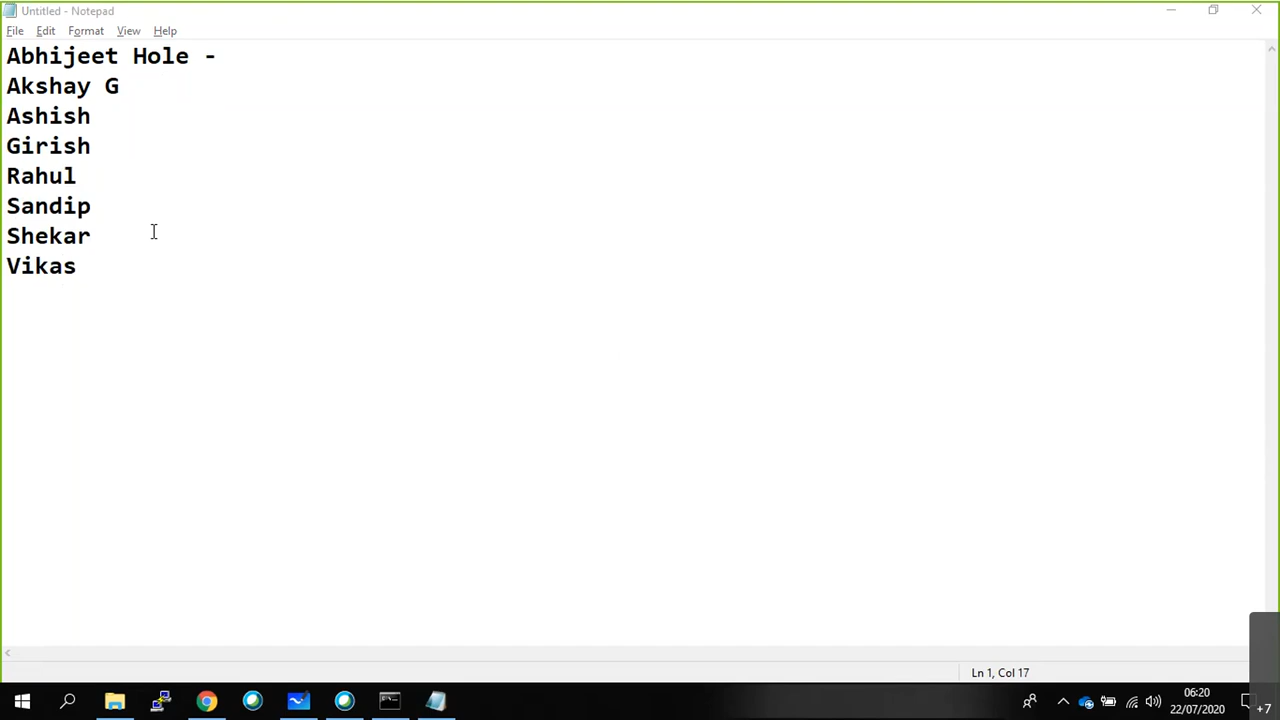 Untitled - Notepad
File Edit Format View Help
Abhijeet Hole -
Akshay G
Ashish
Girish
Rahul
Sandip
Shekar
Vikas
Ln 1, Col 17
06:20
22/07/2020
+7